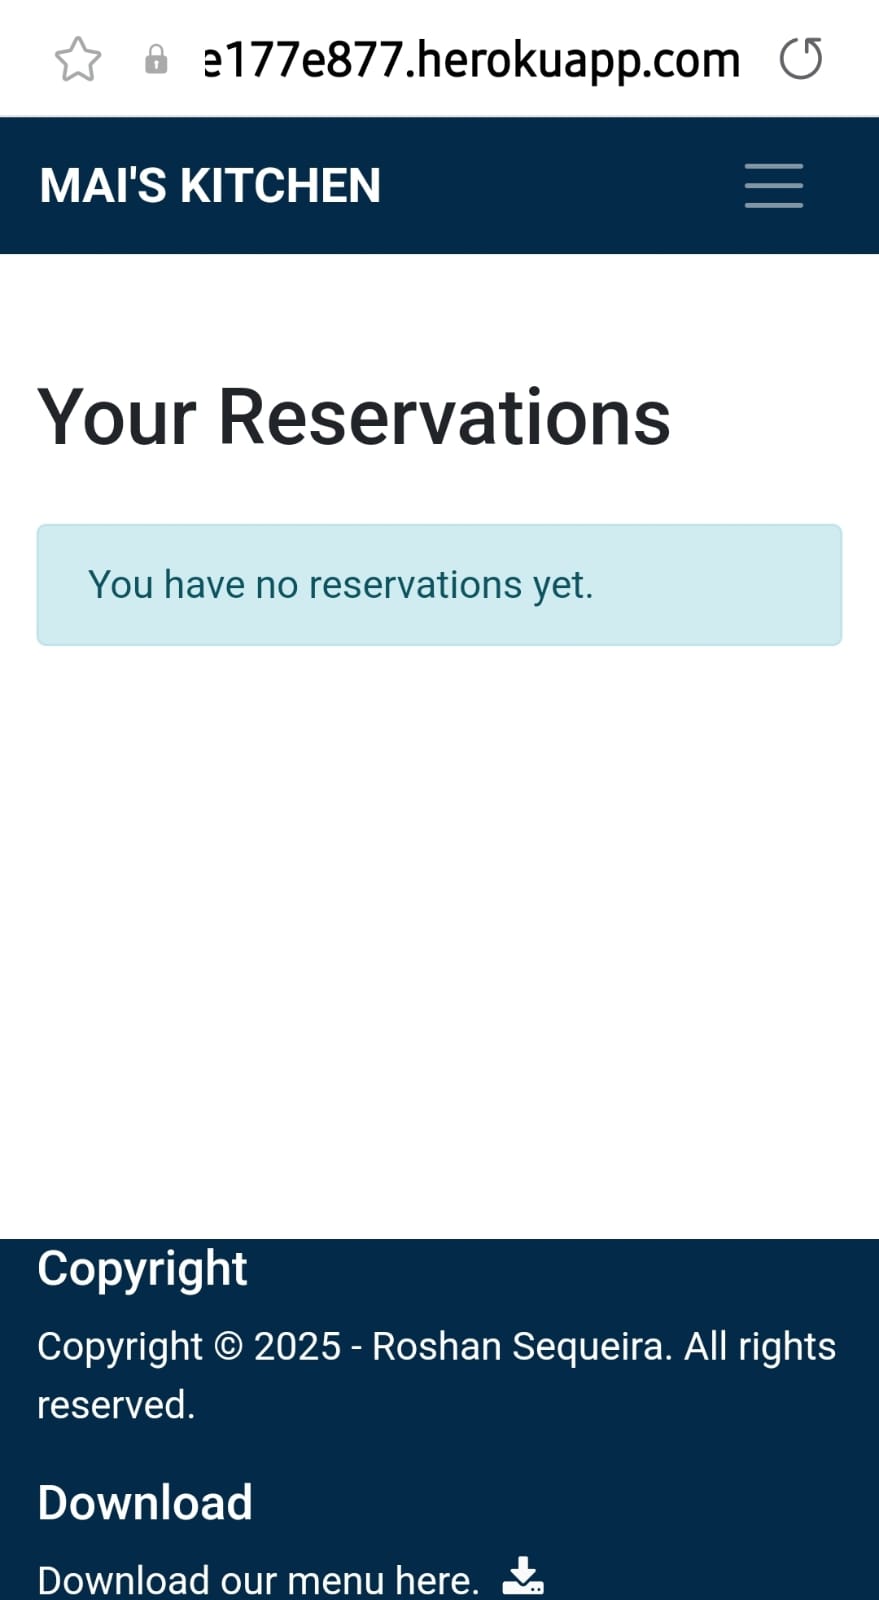 e177e877.herokuapp.com
MAI'S KITCHEN
Your Reservations
You have no reservations yet.
Copyright
Copyright © 2025 - Roshan Sequeira. All rights
reserved.
Download
Download our menu here.